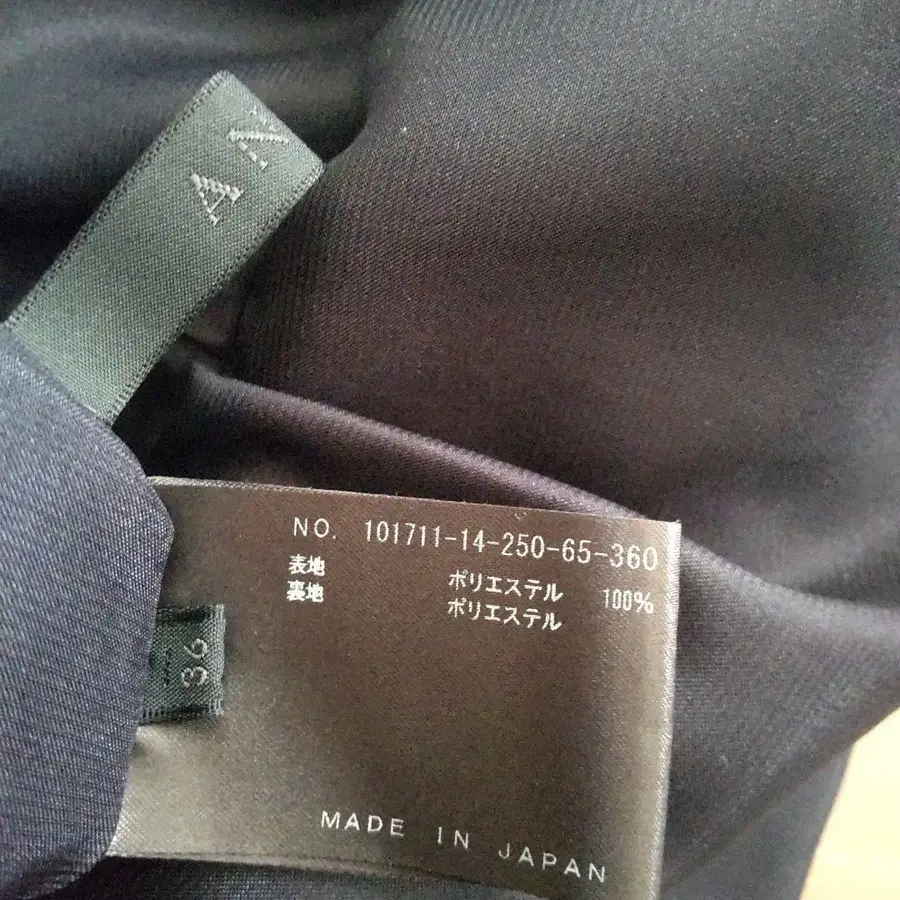 AN
NO. 101711-14-250-65-360
表地 ポリエステル 100%
裏地 ポリエステル
36
MADE IN JAPAN